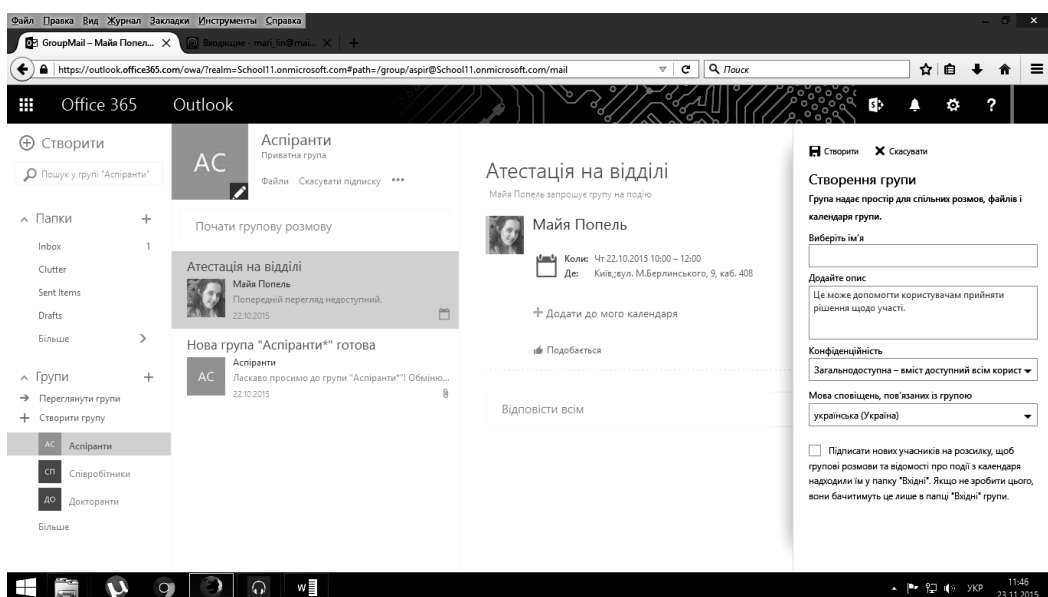 Файл Правка Вид Журнал Закладки Инструменты Справка
GroupMail – Майя Попел...
Входящие - mari_lin@mai...
https://outlook.office365.com/owa/?realm=School11.onmicrosoft.com#path=/group/aspir@School11.onmicrosoft.com/mail
Поиск
Office 365 Outlook
Створити
Пошук у групі "Аспіранти"
Папки
Inbox 1
Clutter
Sent Items
Drafts
Більше
Групи
Переглянути групи
Створити групу
АС Аспіранти
СП Співробітники
ДО Докторанти
Більше
АС
Аспіранти
Приватна група
Файли Скасувати підписку
Почати групову розмову
Атестація на відділі
Майя Попель
Попередній перегляд недоступний.
22.10.2015
Нова група "Аспіранти*" готова
АС
Аспіранти
Ласкаво просимо до групи "Аспіранти*"! Обміню...
22.10.2015
Атестація на відділі
Майя Попель запрошує групу на подію
Майя Попель
Коли: Чт 22.10.2015 10:00 – 12:00
Де: Київ,;вул. М.Берлинського, 9, каб. 408
Додати до мого календаря
Подобається
Відповісти всім
Створити Скасувати
Створення групи
Група надає простір для спільних розмов, файлів і
календаря групи.
Виберіть ім'я
Додайте опис
Це може допомогти користувачам прийняти
рішення щодо участі.
Конфіденційність
Загальнодоступна – вміст доступний всім корист
Мова сповіщень, пов'язаних із групою
українська (Україна)
Підписати нових учасників на розсилку, щоб
групові розмови та відомості про події з календаря
надходили їм у папку "Вхідні". Якщо не зробити цього,
вони бачитимуть це лише в папці "Вхідні" групи.
УКР
11:46
23.11.2015